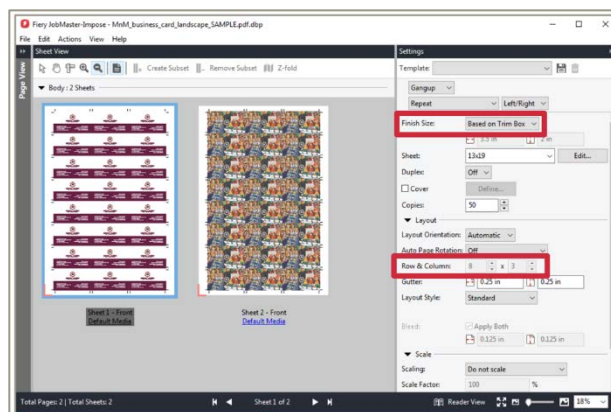 Fiery JobMaster-Impose - MnM_business_card_landscape_SAMPLE.pdf.dbp
File Edit Actions View Help
Sheet View
Settings
Page View
Create Subset Remove Subset Z-fold
Template:
Body : 2 Sheets
Gangup
Repeat Left/Right
Finish Size: Based on Trim Box
3.5 in 2 in
Sheet: 13x19 Edit...
Duplex: Off
Cover Define...
Copies: 50
Layout
Layout Orientation: Automatic
Auto Page Rotation: Off
Row & Column: 8 x 3
Gutter: 0.25 in 0.25 in
Layout Style: Standard
Sheet 1 - Front
Default Media
Sheet 2 - Front
Default Media
Bleed: Apply Both
0.125 in 0.125 in
Scale
Scaling: Do not scale
Scale Factor: 100 %
Total Pages: 2 | Total Sheets: 2 Sheet 1 of 2 Reader View 18%